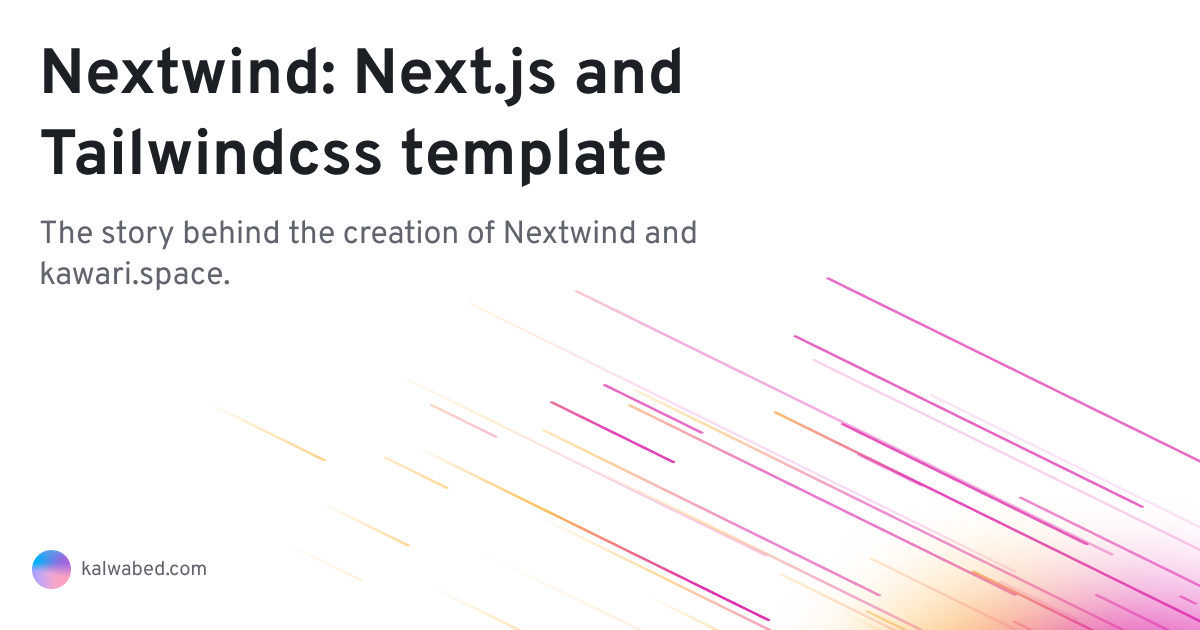 Nextwind: Next.js and
Tailwindcss template
The story behind the creation of Nextwind and
kawari.space.
kalwabed.com